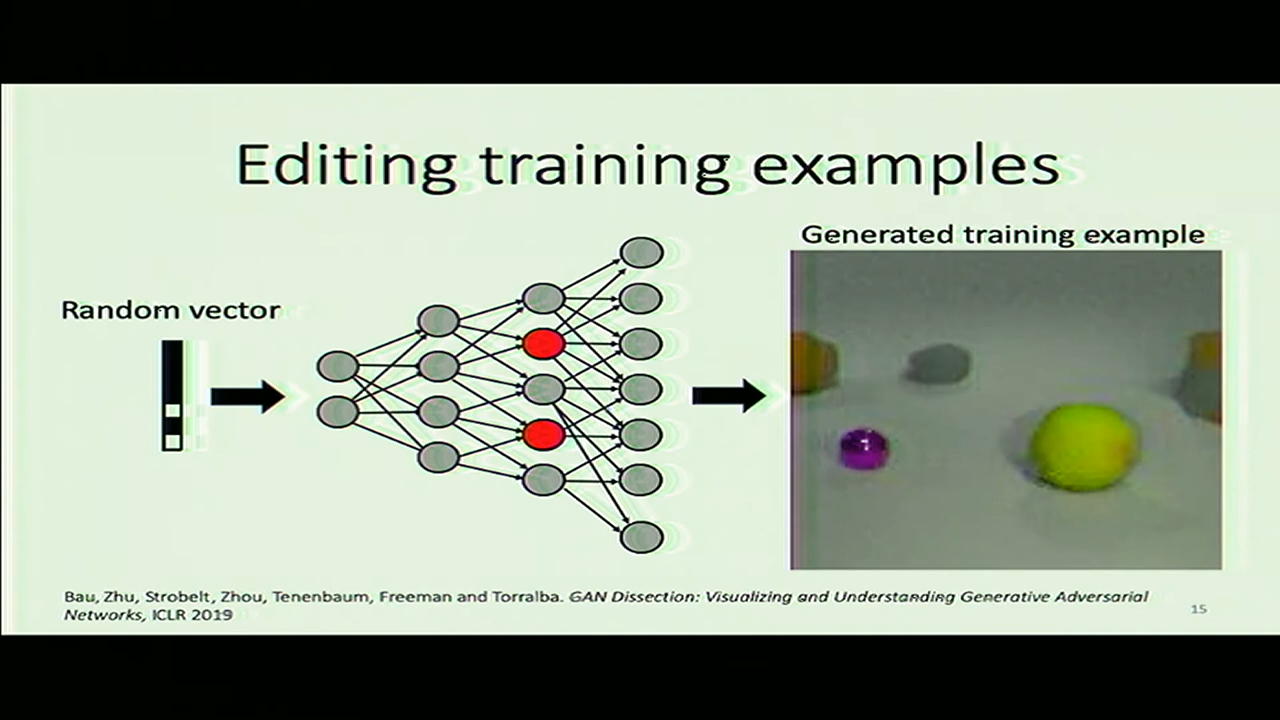 Editing training examples
Generated training example
Random vector
Bau, Zhu, Strobelt, Zhou, Tenenbaum, Freeman and Torralba. GAN Dissection: Visualizing and Understanding Generative Adversarial
Networks, ICLR 2019
15